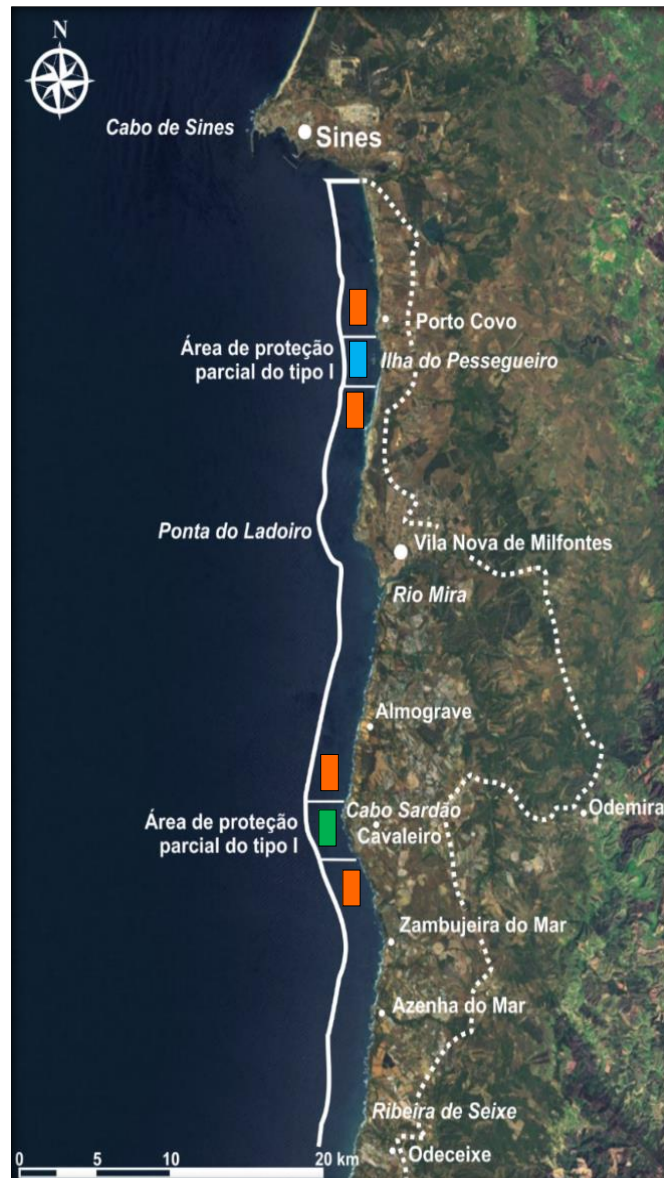 N
Cabo de Sines
Sines
Porto Covo
Área de proteção
parcial do tipo I
Ilha do Pessegueiro
Ponta do Ladoiro
Vila Nova de Milfontes
Rio Mira
Almograve
Cabo Sardão
Odemira
Área de proteção
parcial do tipo I
Cavaleiro
Zambujeira do Mar
Azenha do Mar
Ribeira de Seixe
Odeceixe
0 5 10 20 km